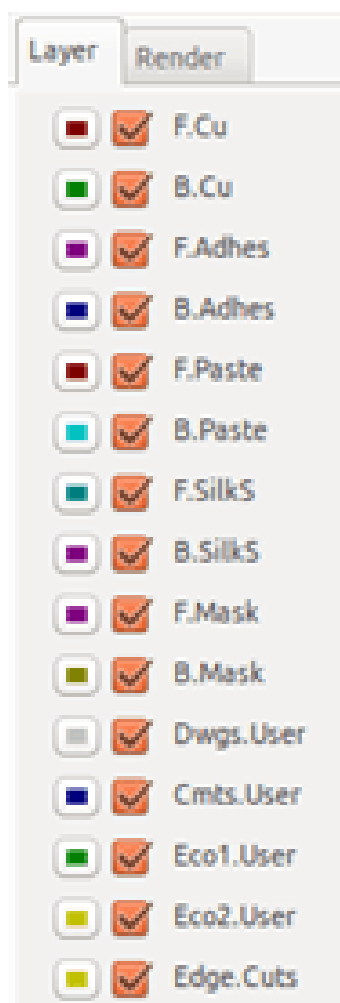 Layer Render
F.Cu
B.Cu
F.Adhes
B.Adhes
F.Paste
B.Paste
F.SilkS
B.SilkS
F.Mask
B.Mask
Dwgs.User
Cmts.User
Eco1.User
Eco2.User
Edge.Cuts